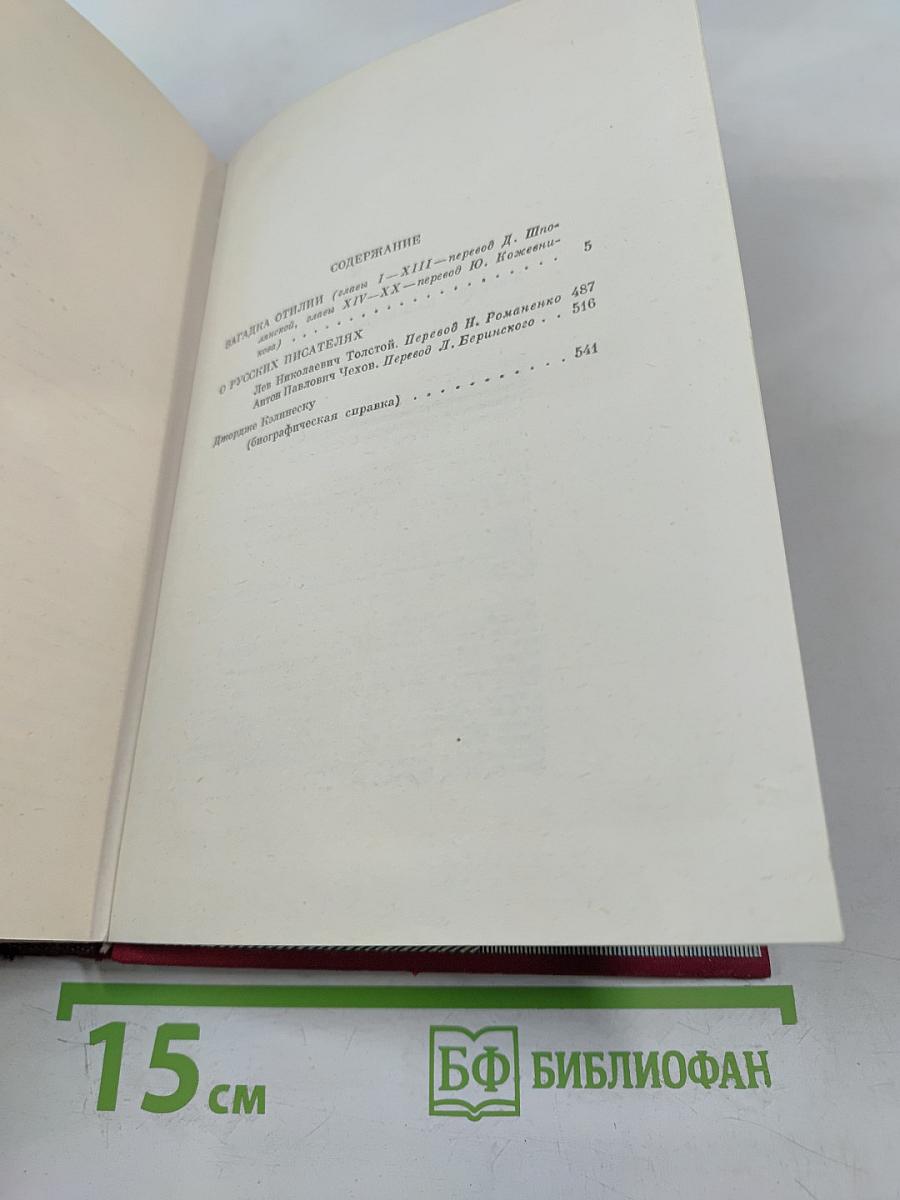 СОДЕРЖАНИЕ
ЗАГАДКА ОТИЛИИ (главы I—XIII—перевод Д. Шпо-
лянской, главы XIV—XX—перевод Ю. Кожевни-
кова) . . . . . . . . . . . . . . . . . . . . 5
О РУССКИХ ПИСАТЕЛЯХ
Лев Николаевич Толстой. Перевод Н. Романенко 487
Антон Павлович Чехов. Перевод Л. Беринского . . 516
Джордже Кэлинеску
(биографическая справка) . . . . . . . . . . . 541
15 см
БФ БИБЛИОФАН